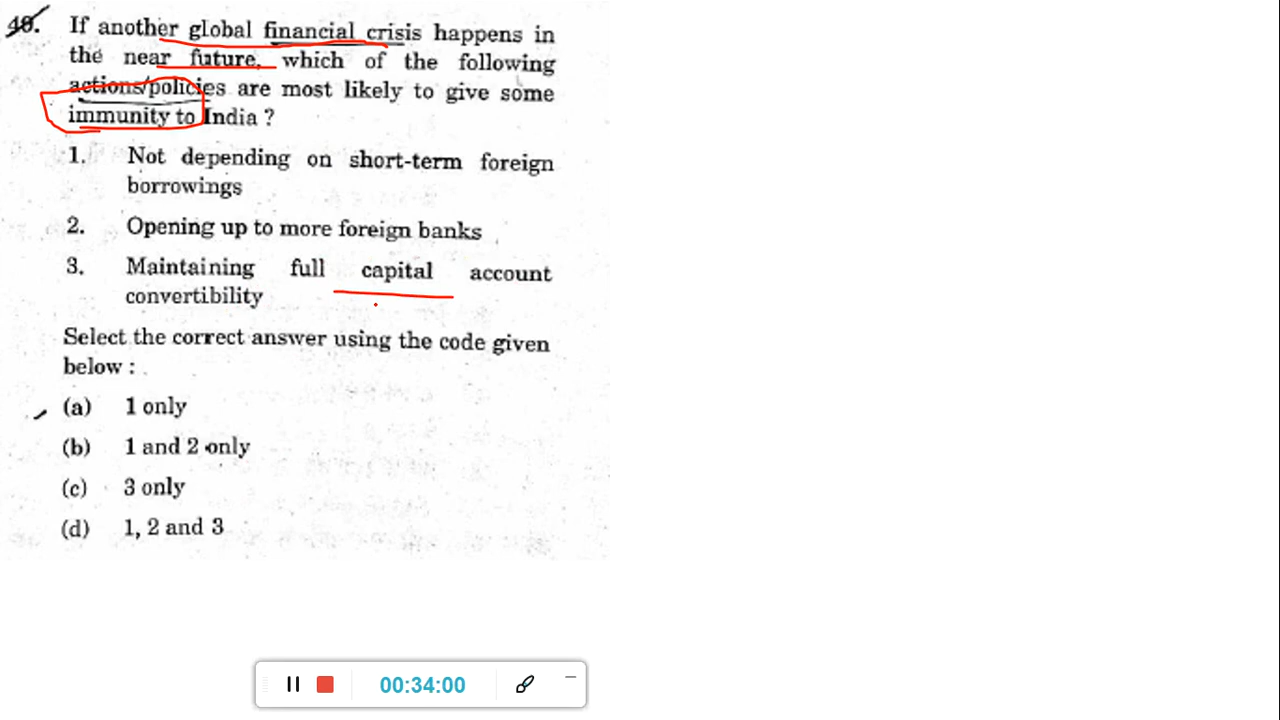 48. If another global financial crisis happens in
the near future, which of the following
actions/policies are most likely to give some
immunity to India ?
1. Not depending on short-term foreign
borrowings
2. Opening up to more foreign banks
3. Maintaining full capital account
convertibility
Select the correct answer using the code given
below :
(a) 1 only
(b) 1 and 2 only
(c) 3 only
(d) 1, 2 and 3
00:34:00